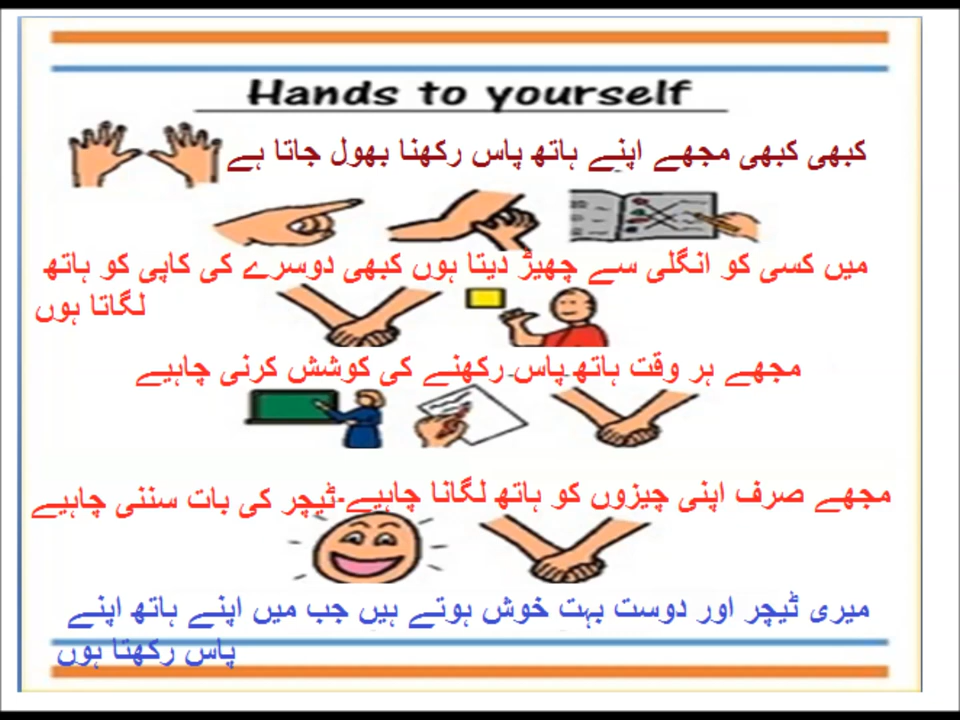 Hands to yourself
کبھی کبھی مجھے اپنے ہاتھ پاس رکھنا بھول جاتا ہے
میں کسی کو انگلی سے چھیڑ دیتا ہوں کبھی دوسرے کی کاپی کو ہاتھ
لگاتا ہوں
مجھے ہر وقت ہاتھ پاس رکھنے کی کوشش کرنی چاہیے
مجھے صرف اپنی چیزوں کو ہاتھ لگانا چاہیے۔ ٹیچر کی بات سننی چاہیے
میری ٹیچر اور دوست بہت خوش ہوتے ہیں جب میں اپنے ہاتھ اپنے
پاس رکھتا ہوں